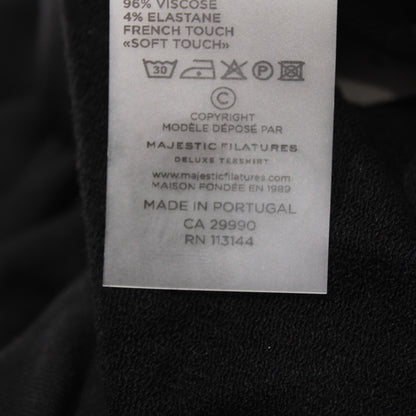 96% VISCOSE
4% ELASTANE
FRENCH TOUCH
«SOFT TOUCH»
30 P
©
COPYRIGHT
MODÈLE DÉPOSÉ PAR
MAJESTIC FILATURES
DELUXE TEESHIRT
www.majesticfilatures.com
MAISON FONDÉE EN 1989
MADE IN PORTUGAL
CA 29990
RN 113144